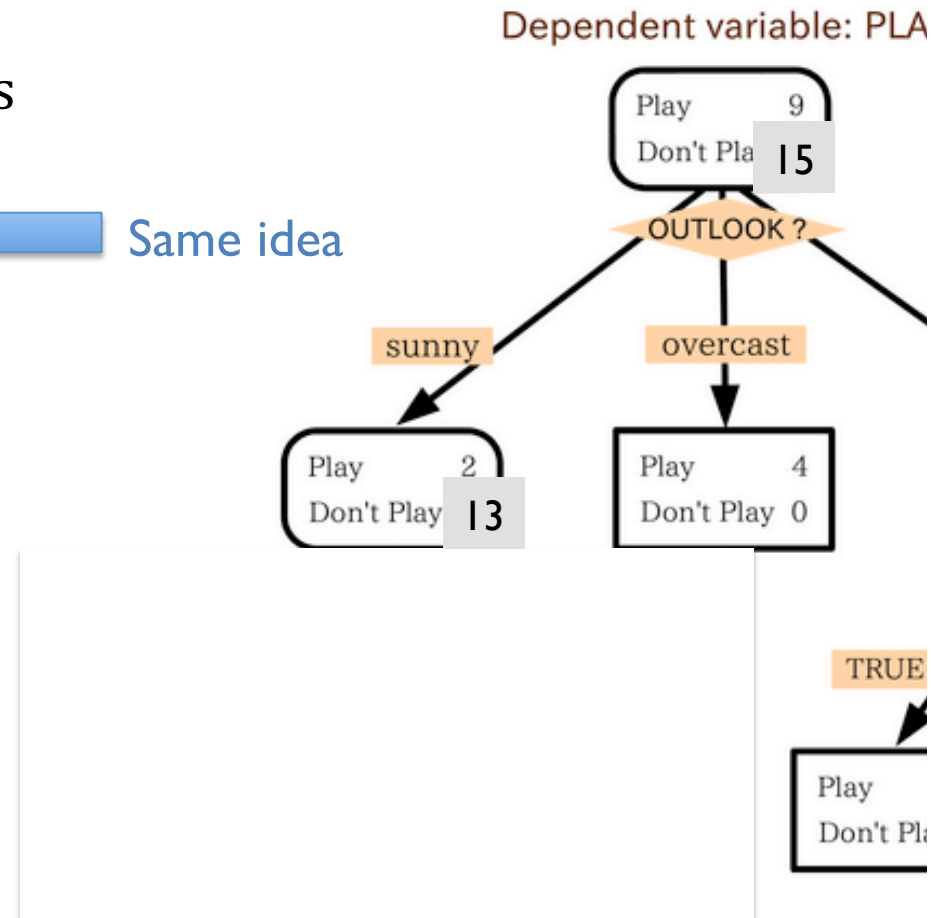 Dependent variable: PLA
s
Play 9
Don't Pla 15
OUTLOOK ?
Same idea
sunny
overcast
Play 2
Don't Play 13
Play 4
Don't Play 0
TRUE
Play
Don't Pla